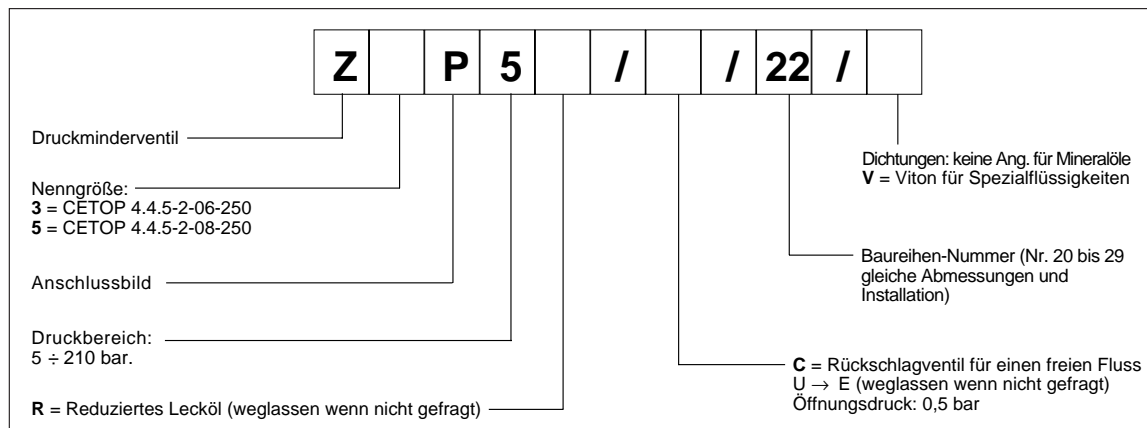 Z P 5 / / 22 /
Druckminderventil
Nenngröße:
3 = CETOP 4.4.5-2-06-250
5 = CETOP 4.4.5-2-08-250
Anschlussbild
Druckbereich:
5 ÷ 210 bar.
R = Reduziertes Lecköl (weglassen wenn nicht gefragt)
Dichtungen: keine Ang. für Mineralöle
V = Viton für Spezialflüssigkeiten
Baureihen-Nummer (Nr. 20 bis 29
gleiche Abmessungen und
Installation)
C = Rückschlagventil für einen freien Fluss
U → E (weglassen wenn nicht gefragt)
Öffnungsdruck: 0,5 bar